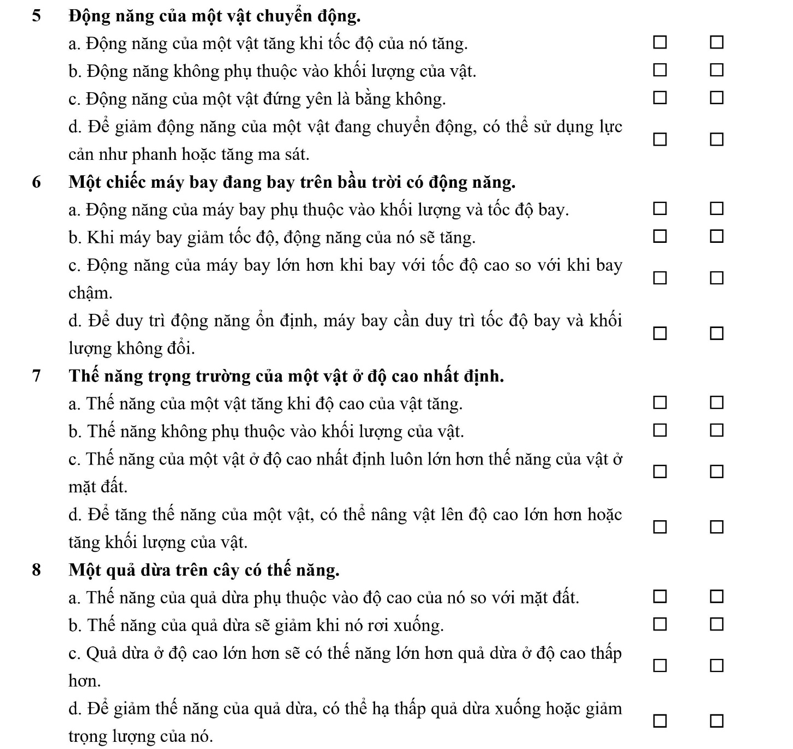 5 Động năng của một vật chuyển động.
a. Động năng của một vật tăng khi tốc độ của nó tăng. ☐ ☐
b. Động năng không phụ thuộc vào khối lượng của vật. ☐ ☐
c. Động năng của một vật đứng yên là bằng không. ☐ ☐
d. Để giảm động năng của một vật đang chuyển động, có thể sử dụng lực
cản như phanh hoặc tăng ma sát. ☐ ☐
6 Một chiếc máy bay đang bay trên bầu trời có động năng.
a. Động năng của máy bay phụ thuộc vào khối lượng và tốc độ bay. ☐ ☐
b. Khi máy bay giảm tốc độ, động năng của nó sẽ tăng. ☐ ☐
c. Động năng của máy bay lớn hơn khi bay với tốc độ cao so với khi bay
chậm. ☐ ☐
d. Để duy trì động năng ổn định, máy bay cần duy trì tốc độ bay và khối
lượng không đổi. ☐ ☐
7 Thế năng trọng trường của một vật ở độ cao nhất định.
a. Thế năng của một vật tăng khi độ cao của vật tăng. ☐ ☐
b. Thế năng không phụ thuộc vào khối lượng của vật. ☐ ☐
c. Thế năng của một vật ở độ cao nhất định luôn lớn hơn thế năng của vật ở
mặt đất. ☐ ☐
d. Để tăng thế năng của một vật, có thể nâng vật lên độ cao lớn hơn hoặc
tăng khối lượng của vật. ☐ ☐
8 Một quả dừa trên cây có thế năng.
a. Thế năng của quả dừa phụ thuộc vào độ cao của nó so với mặt đất. ☐ ☐
b. Thế năng của quả dừa sẽ giảm khi nó rơi xuống. ☐ ☐
c. Quả dừa ở độ cao lớn hơn sẽ có thế năng lớn hơn quả dừa ở độ cao thấp
hơn. ☐ ☐
d. Để giảm thế năng của quả dừa, có thể hạ thấp quả dừa xuống hoặc giảm
trọng lượng của nó. ☐ ☐